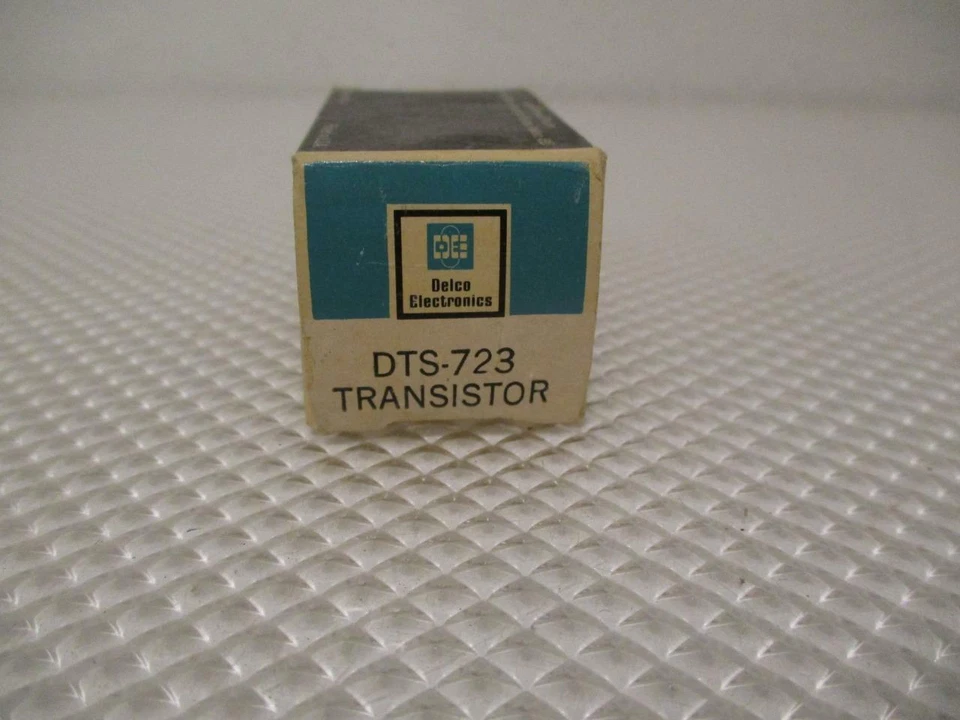 DE
Delco
Electronics
DTS-723
TRANSISTOR